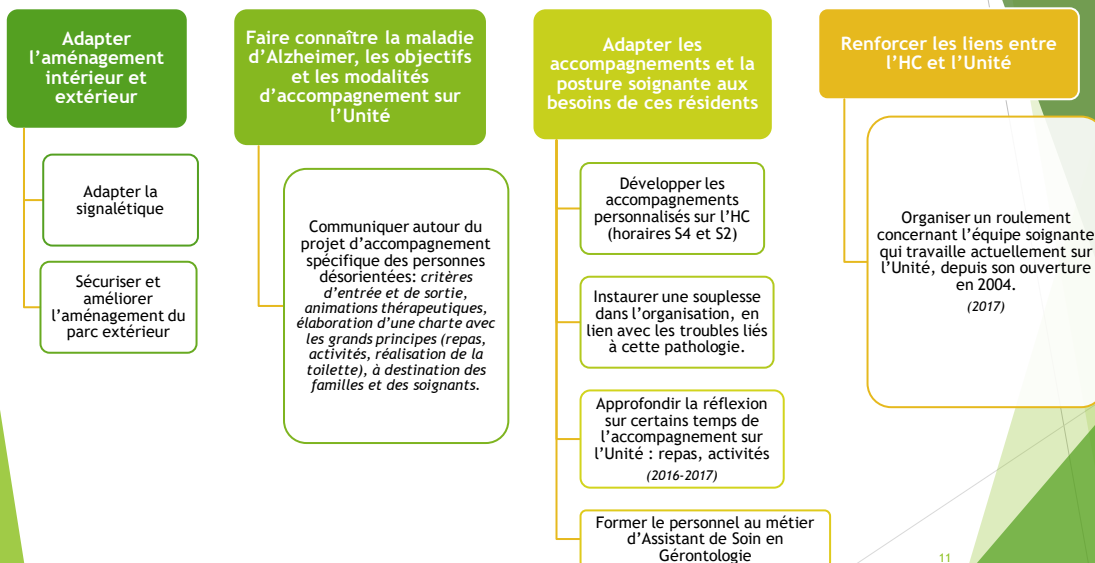 Adapter
l’aménagement
intérieur et
extérieur
Adapter la
signalétique
Sécuriser et
améliorer
l’aménagement du
parc extérieur
Faire connaître la maladie
d’Alzheimer, les objectifs
et les modalités
d’accompagnement sur
l’Unité
Communiquer autour du
projet d’accompagnement
spécifique des personnes
désorientées: critères
d’entrée et de sortie,
animations thérapeutiques,
élaboration d’une charte avec
les grands principes (repas,
activités, réalisation de la
toilette), à destination des
familles et des soignants.
Adapter les
accompagnements et la
posture soignante aux
besoins de ces résidents
Développer les
accompagnements
personnalisés sur l’HC
(horaires S4 et S2)
Instaurer une souplesse
dans l’organisation, en
lien avec les troubles liés
à cette pathologie.
Approfondir la réflexion
sur certains temps de
l’accompagnement sur
l’Unité : repas, activités
(2016-2017)
Former le personnel au métier
d’Assistant de Soin en
Gérontologie
Renforcer les liens entre
l’HC et l’Unité
Organiser un roulement
concernant l’équipe soignante
qui travaille actuellement sur
l’Unité, depuis son ouverture
en 2004.
(2017)
11